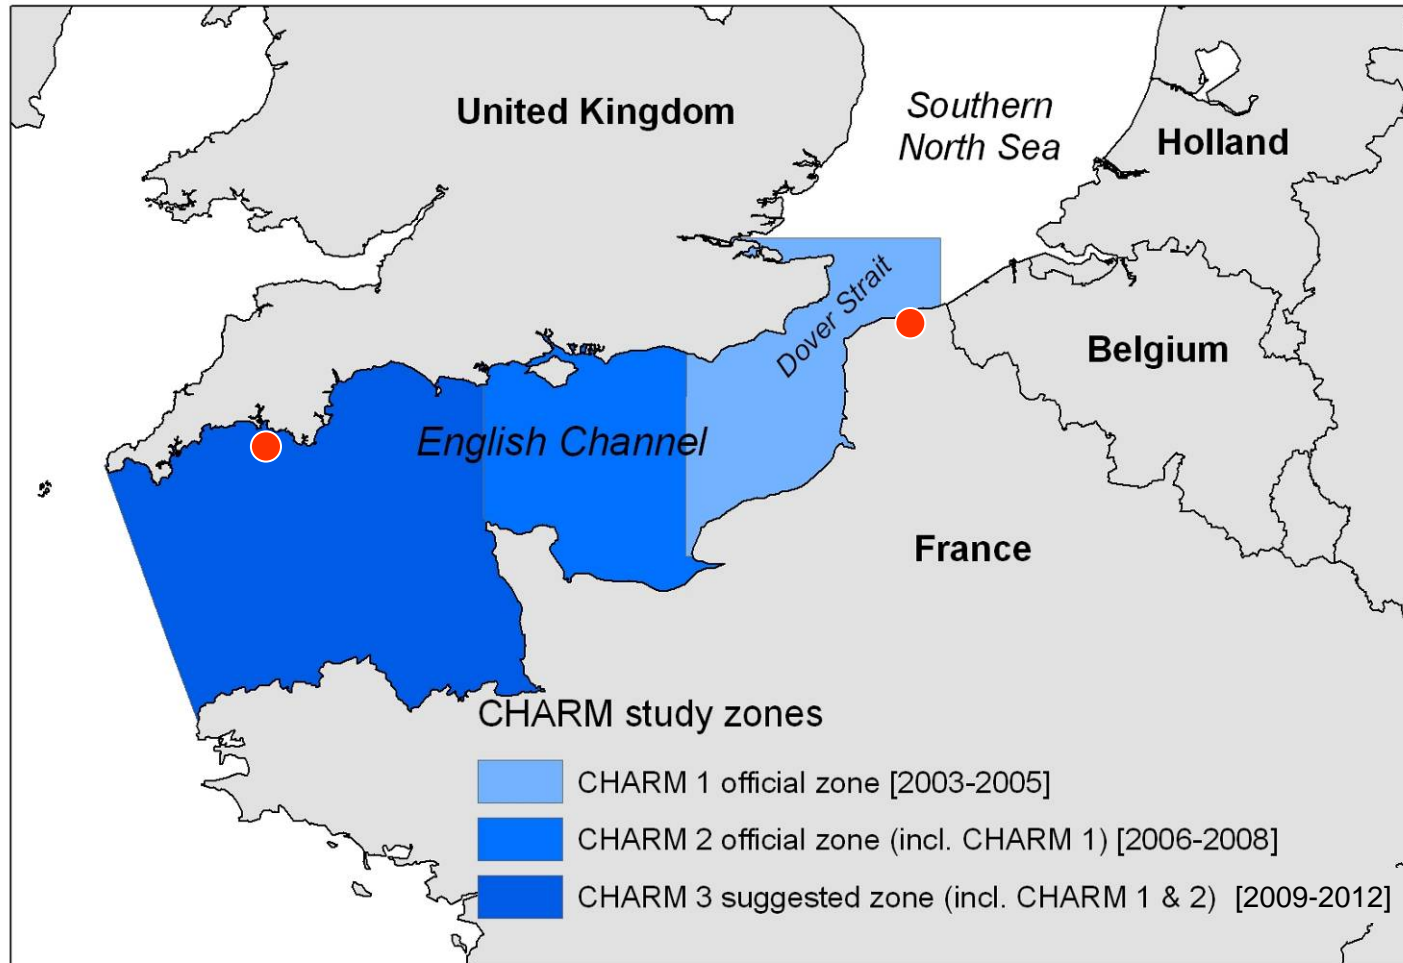 United Kingdom
Southern
North Sea
Holland
Dover Strait
Belgium
English Channel
France
CHARM study zones
CHARM 1 official zone [2003-2005]
CHARM 2 official zone (incl. CHARM 1) [2006-2008]
CHARM 3 suggested zone (incl. CHARM 1 & 2) [2009-2012]